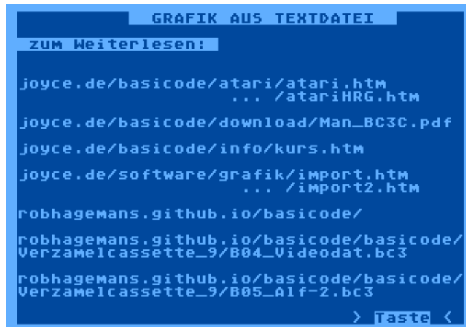 GRAFIK AUS TEXTDATEI
zum Weiterlesen:
joyce.de/basicode/atari/atari.htm
... /atariHRG.htm
joyce.de/basicode/download/Man_BC3C.pdf
joyce.de/basicode/info/kurs.htm
joyce.de/software/grafik/import.htm
... /import2.htm
robhagemans.github.io/basicode/
robhagemans.github.io/basicode/basicode/
Verzamelcassette_9/B04_Videodat.bc3
robhagemans.github.io/basicode/basicode/
Verzamelcassette_9/B05_Alf-2.bc3
> Taste <